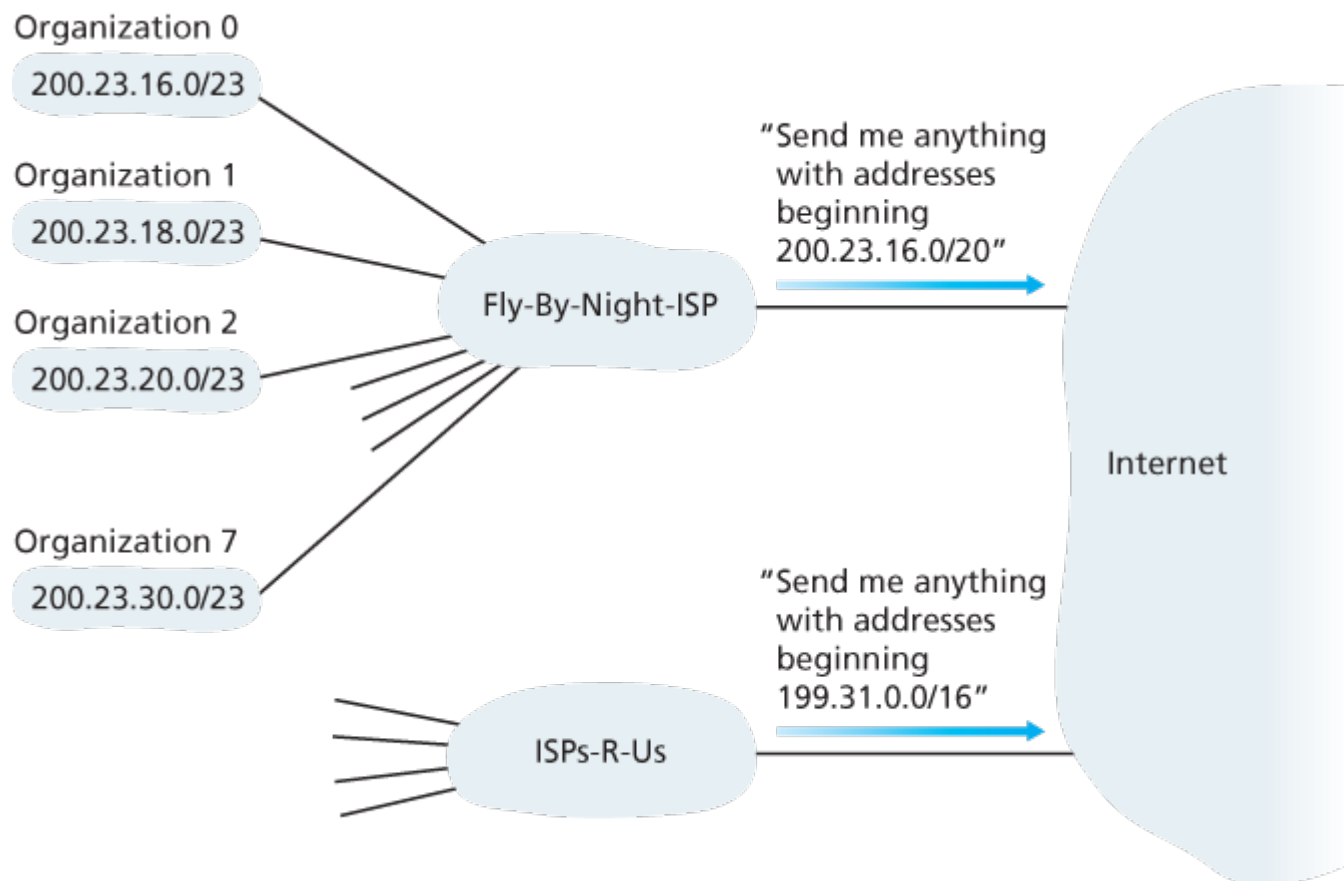 Organization 0
200.23.16.0/23
Organization 1
200.23.18.0/23
Organization 2
200.23.20.0/23
Organization 7
200.23.30.0/23
Fly-By-Night-ISP
"Send me anything
with addresses
beginning
200.23.16.0/20"
Internet
ISPs-R-Us
"Send me anything
with addresses
beginning
199.31.0.0/16"